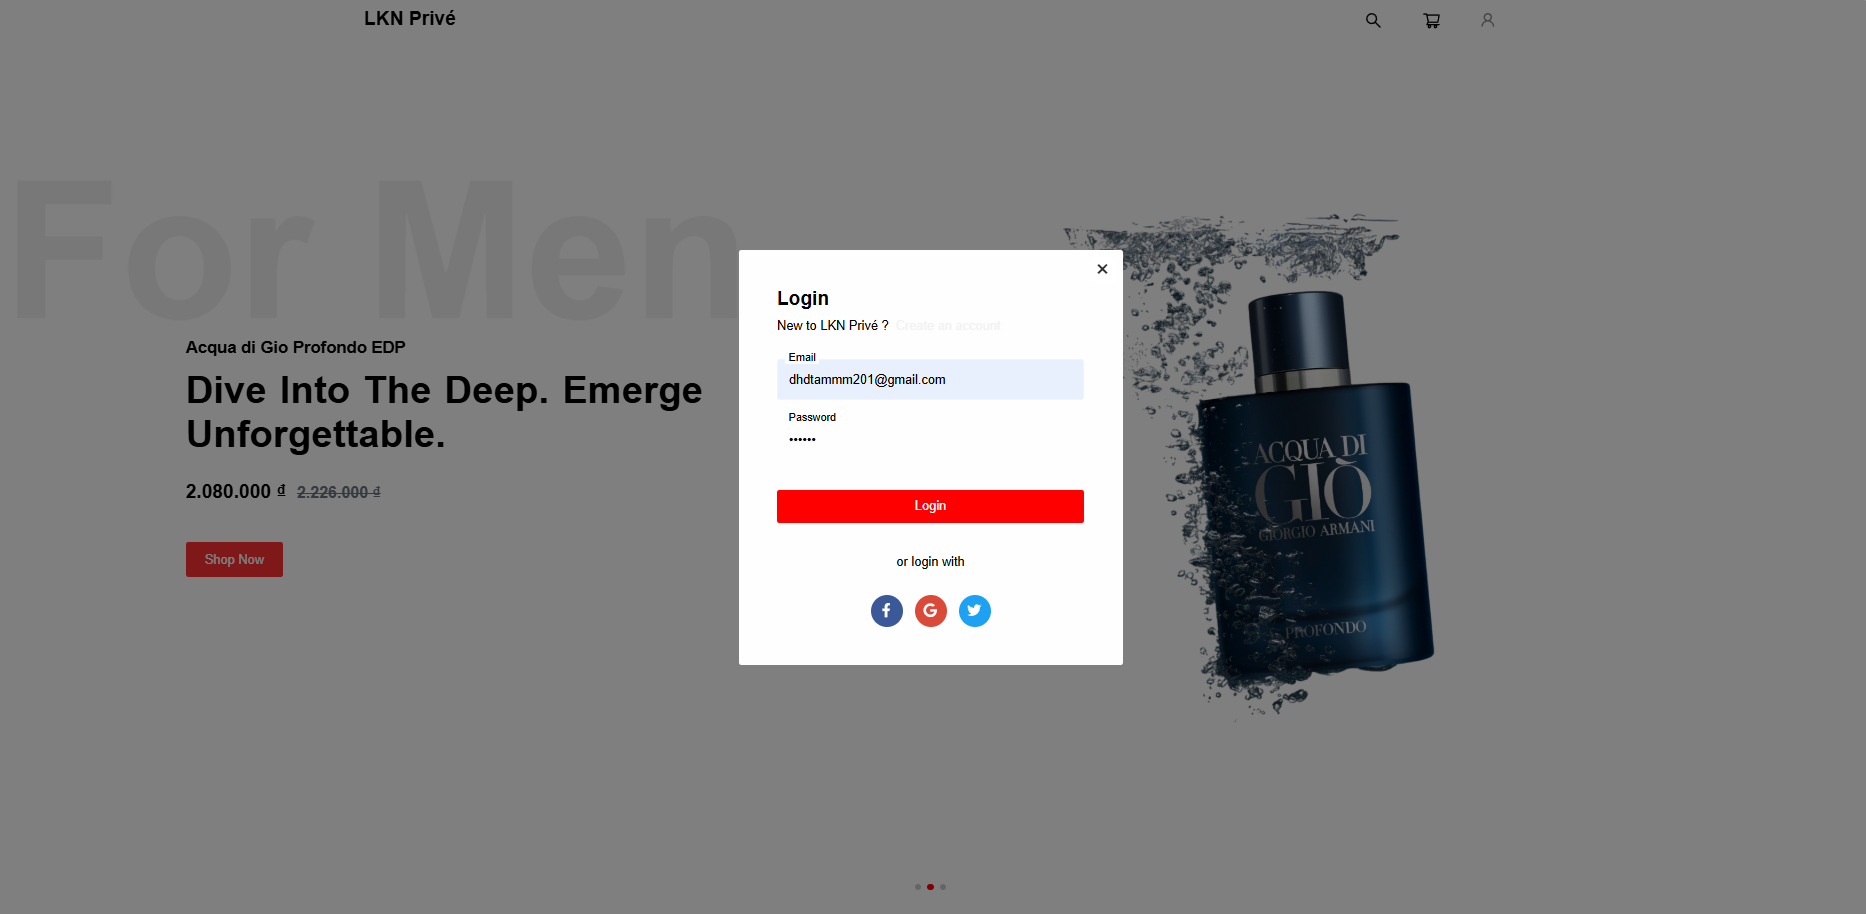 LKN Privé
For Men
Acqua di Gio Profondo EDP
Dive Into The Deep. Emerge
Unforgettable.
2.080.000 ₫ 2.226.000 ₫
Shop Now
Login
New to LKN Privé ? Create an account
Email
dhdtammm201@gmail.com
Password
••••••
Login
or login with
ACQUA DI
GIÒ
GIORGIO ARMANI
PROFONDO